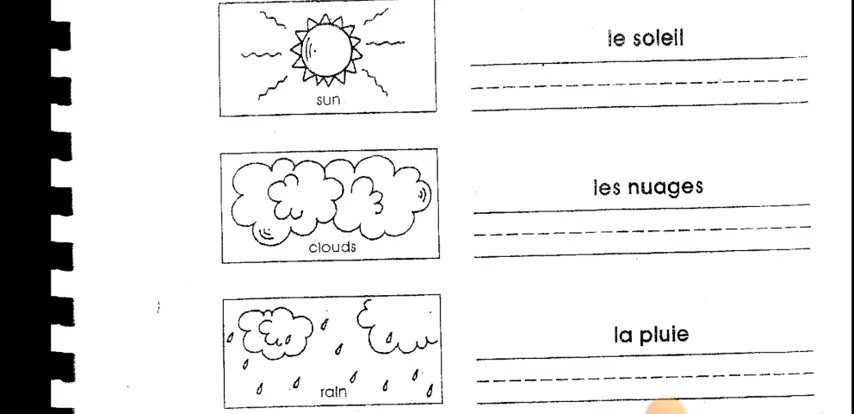 le soleil
sun
les nuages
clouds
la pluie
rain